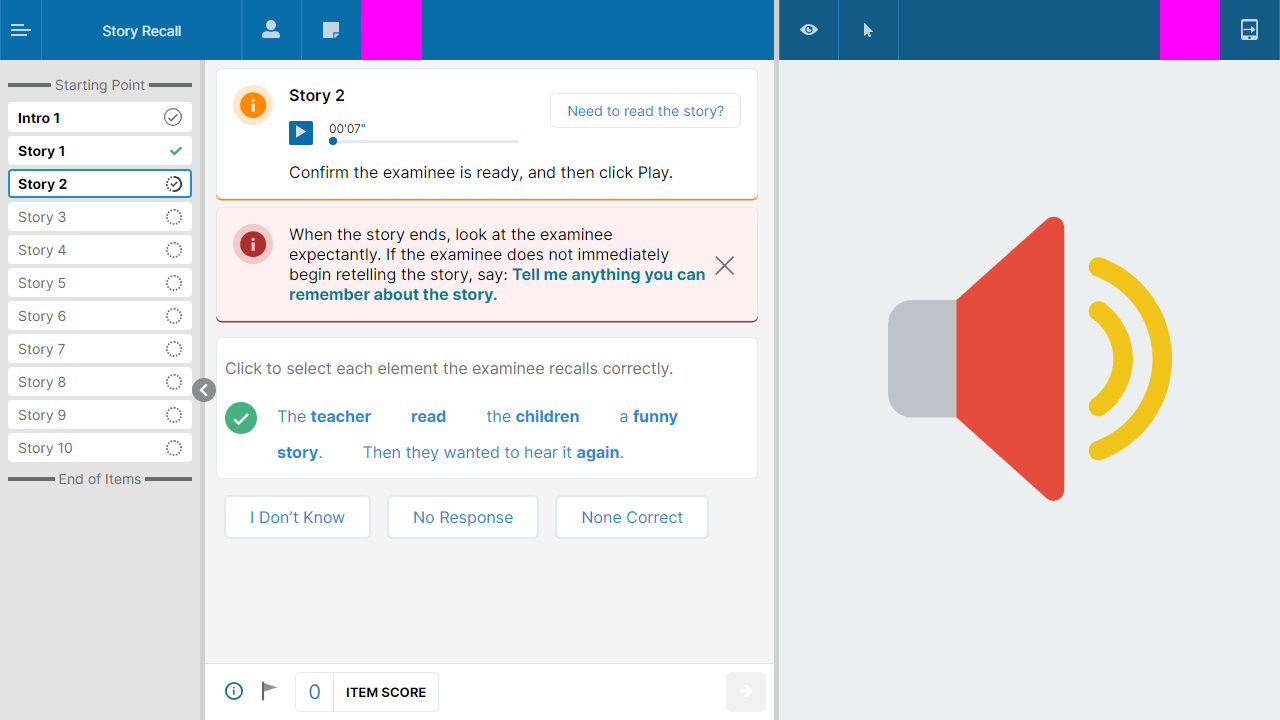 Story Recall
Starting Point
Intro 1
Story 1
Story 2
Story 3
Story 4
Story 5
Story 6
Story 7
Story 8
Story 9
Story 10
End of Items
Story 2
00'07"
Need to read the story?
Confirm the examinee is ready, and then click Play.
When the story ends, look at the examinee
expectantly. If the examinee does not immediately
begin retelling the story, say: Tell me anything you can
remember about the story.
Click to select each element the examinee recalls correctly.
The teacher read the children a funny
story. Then they wanted to hear it again.
I Don’t Know No Response None Correct
0 ITEM SCORE